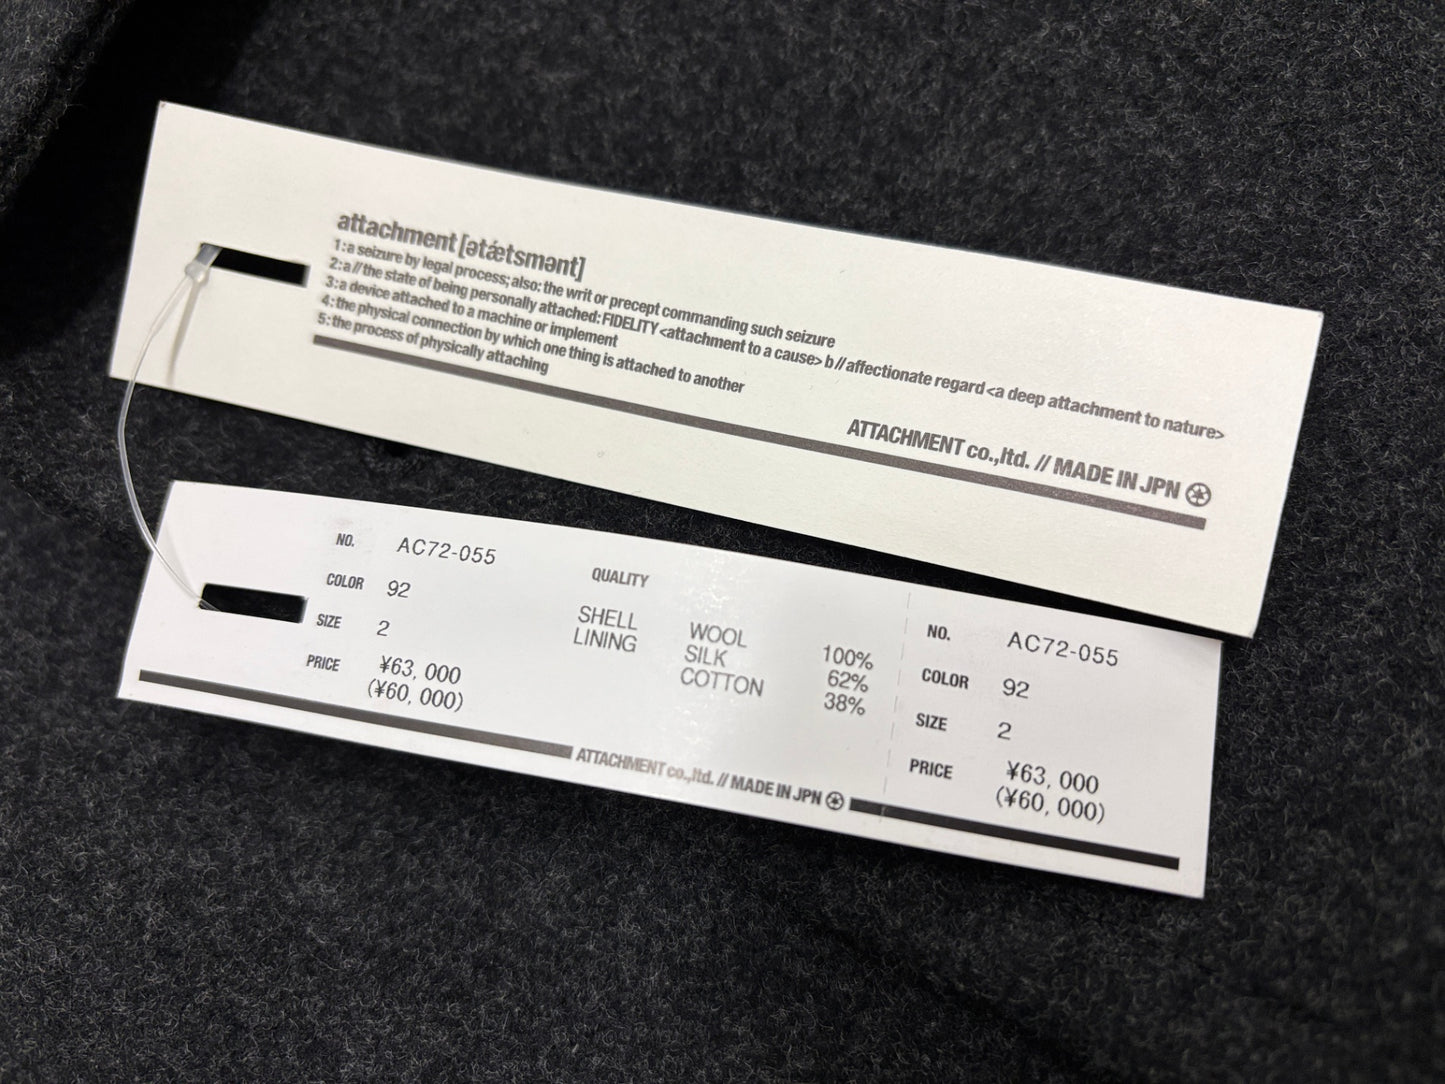 attachment [ətǽtsmənt]
1:a seizure by legal process; also: the writ or precept commanding such seizure
2:a//the state of being personally attached: FIDELITY <attachment to a cause> b//affectionate regard <a deep attachment to nature>
3:a device attached to a machine or implement
4:the physical connection by which one thing is attached to another
5:the process of physically attaching
ATTACHMENT co.,ltd. // MADE IN JPN
NO. AC72-055
COLOR 92
SIZE 2
PRICE ¥63,000
(¥60,000)
QUALITY
SHELL WOOL 100%
LINING SILK 62%
COTTON 38%
ATTACHMENT co.,ltd. // MADE IN JPN
NO. AC72-055
COLOR 92
SIZE 2
PRICE ¥63,000
(¥60,000)